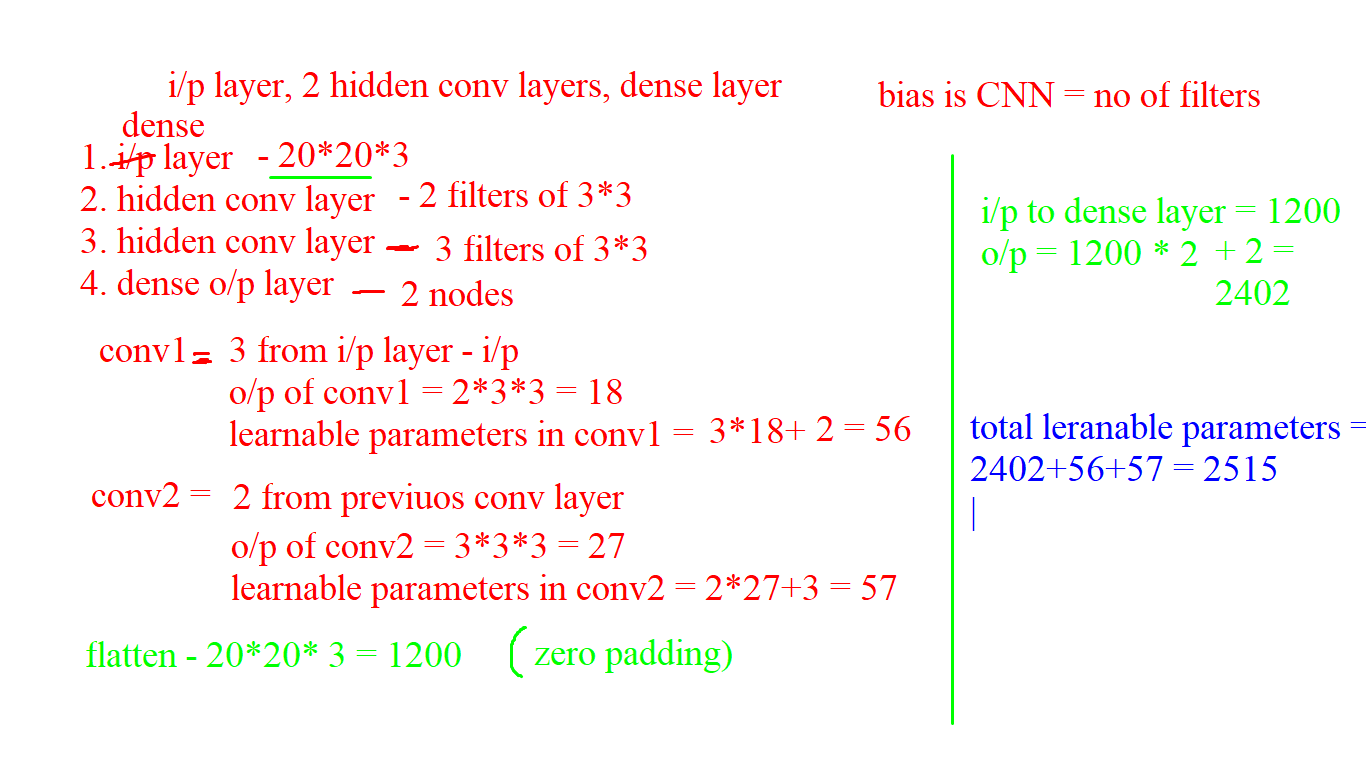 i/p layer, 2 hidden conv layers, dense layer
bias is CNN = no of filters
dense
1. i/p layer - 20*20*3
2. hidden conv layer - 2 filters of 3*3
3. hidden conv layer - 3 filters of 3*3
4. dense o/p layer - 2 nodes
conv1 = 3 from i/p layer - i/p
o/p of conv1 = 2*3*3 = 18
learnable parameters in conv1 = 3*18+ 2 = 56
conv2 = 2 from previuos conv layer
o/p of conv2 = 3*3*3 = 27
learnable parameters in conv2 = 2*27+3 = 57
flatten - 20*20* 3 = 1200 (zero padding)
i/p to dense layer = 1200
o/p = 1200 * 2 + 2 =
2402
total leranable parameters =
2402+56+57 = 2515